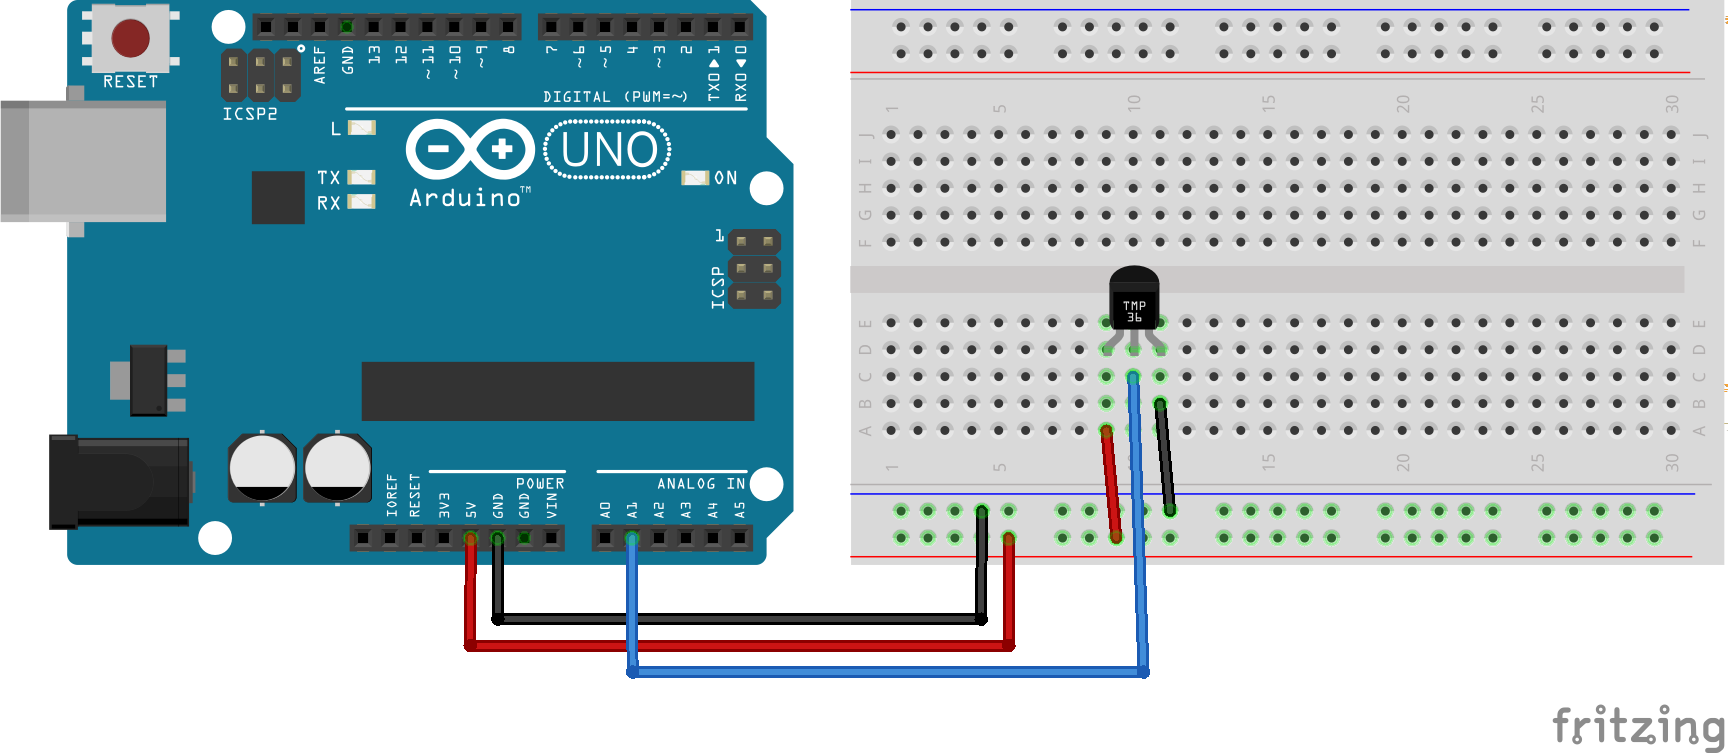 RESET
ICSP2
AREF
GND
13
12
~11
~10
~9
8
7
~6
~5
4
~3
2
TX0▶1
RX0◀0
DIGITAL (PWM=~)
L
TX
RX
UNO
Arduino™
ON
1
ICSP
IOREF
RESET
3V3
5V
GND
GND
VIN
POWER
A0
A1
A2
A3
A4
A5
ANALOG IN
1 5 10 15 20 25 30
J J
I I
H H
G G
F F
TMP
36
E E
D D
C C
B B
A A
1 5 15 20 25 30
fritzing